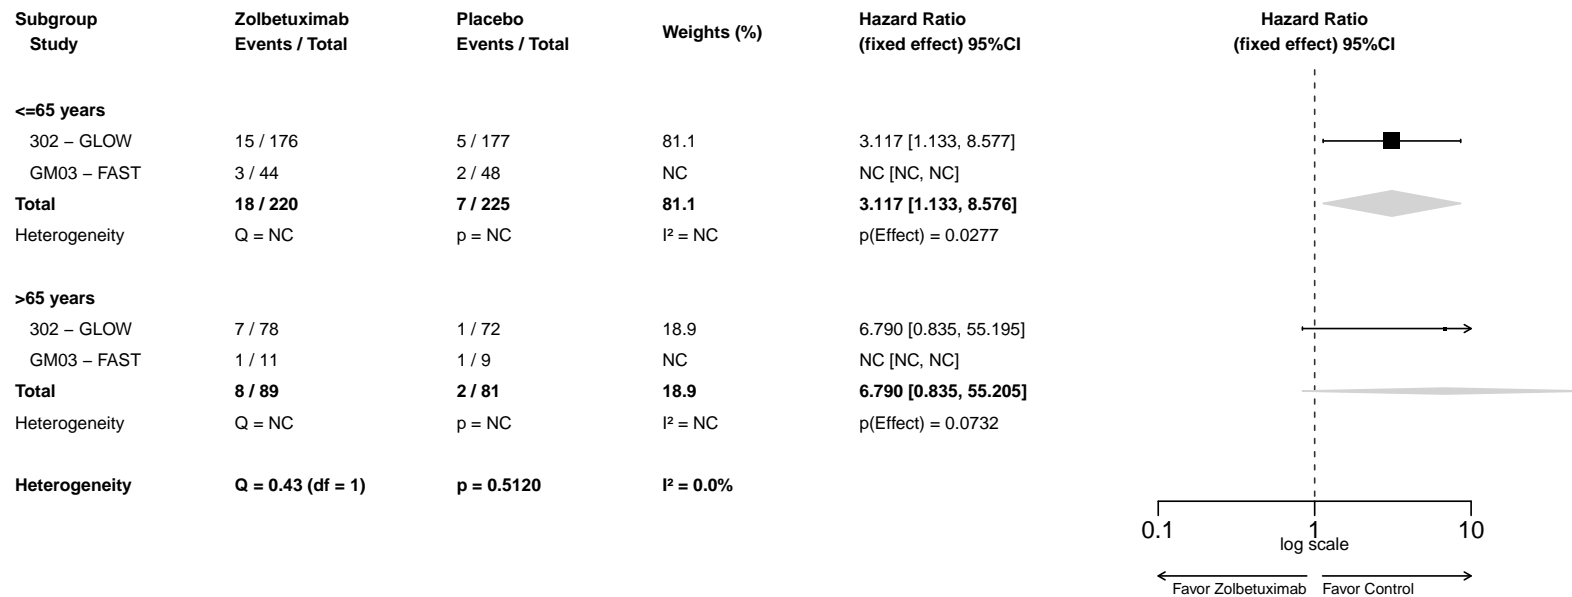 Subgroup Zolbetuximab Placebo Weights (%) Hazard Ratio Hazard Ratio
Study Events / Total Events / Total (fixed effect) 95%CI (fixed effect) 95%CI
<=65 years
302 – GLOW 15 / 176 5 / 177 81.1 3.117 [1.133, 8.577]
GM03 – FAST 3 / 44 2 / 48 NC NC [NC, NC]
Total 18 / 220 7 / 225 81.1 3.117 [1.133, 8.576]
Heterogeneity Q = NC p = NC I² = NC p(Effect) = 0.0277
>65 years
302 – GLOW 7 / 78 1 / 72 18.9 6.790 [0.835, 55.195]
GM03 – FAST 1 / 11 1 / 9 NC NC [NC, NC]
Total 8 / 89 2 / 81 18.9 6.790 [0.835, 55.205]
Heterogeneity Q = NC p = NC I² = NC p(Effect) = 0.0732
Heterogeneity Q = 0.43 (df = 1) p = 0.5120 I² = 0.0%
0.1 1 10
log scale
Favor Zolbetuximab Favor Control